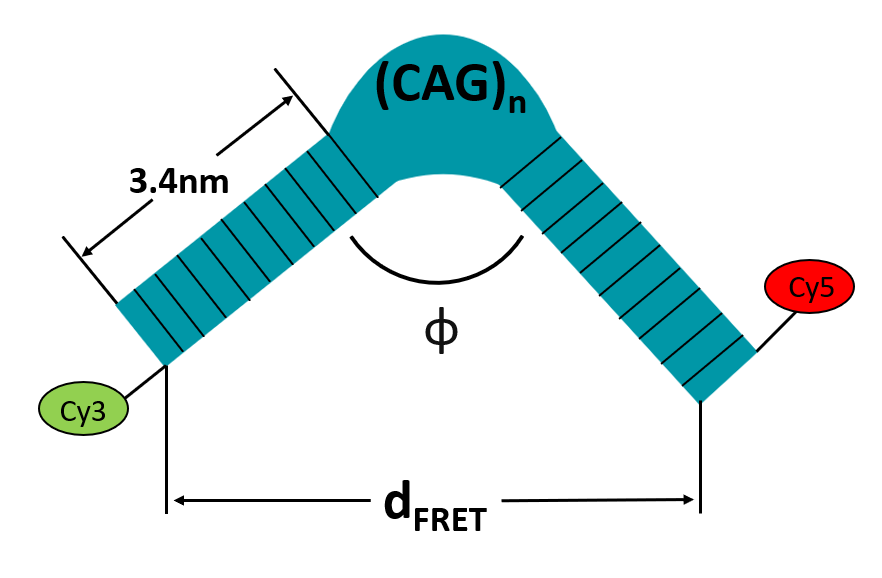 (CAG)n
3.4nm
ϕ
Cy5
Cy3
dFRET